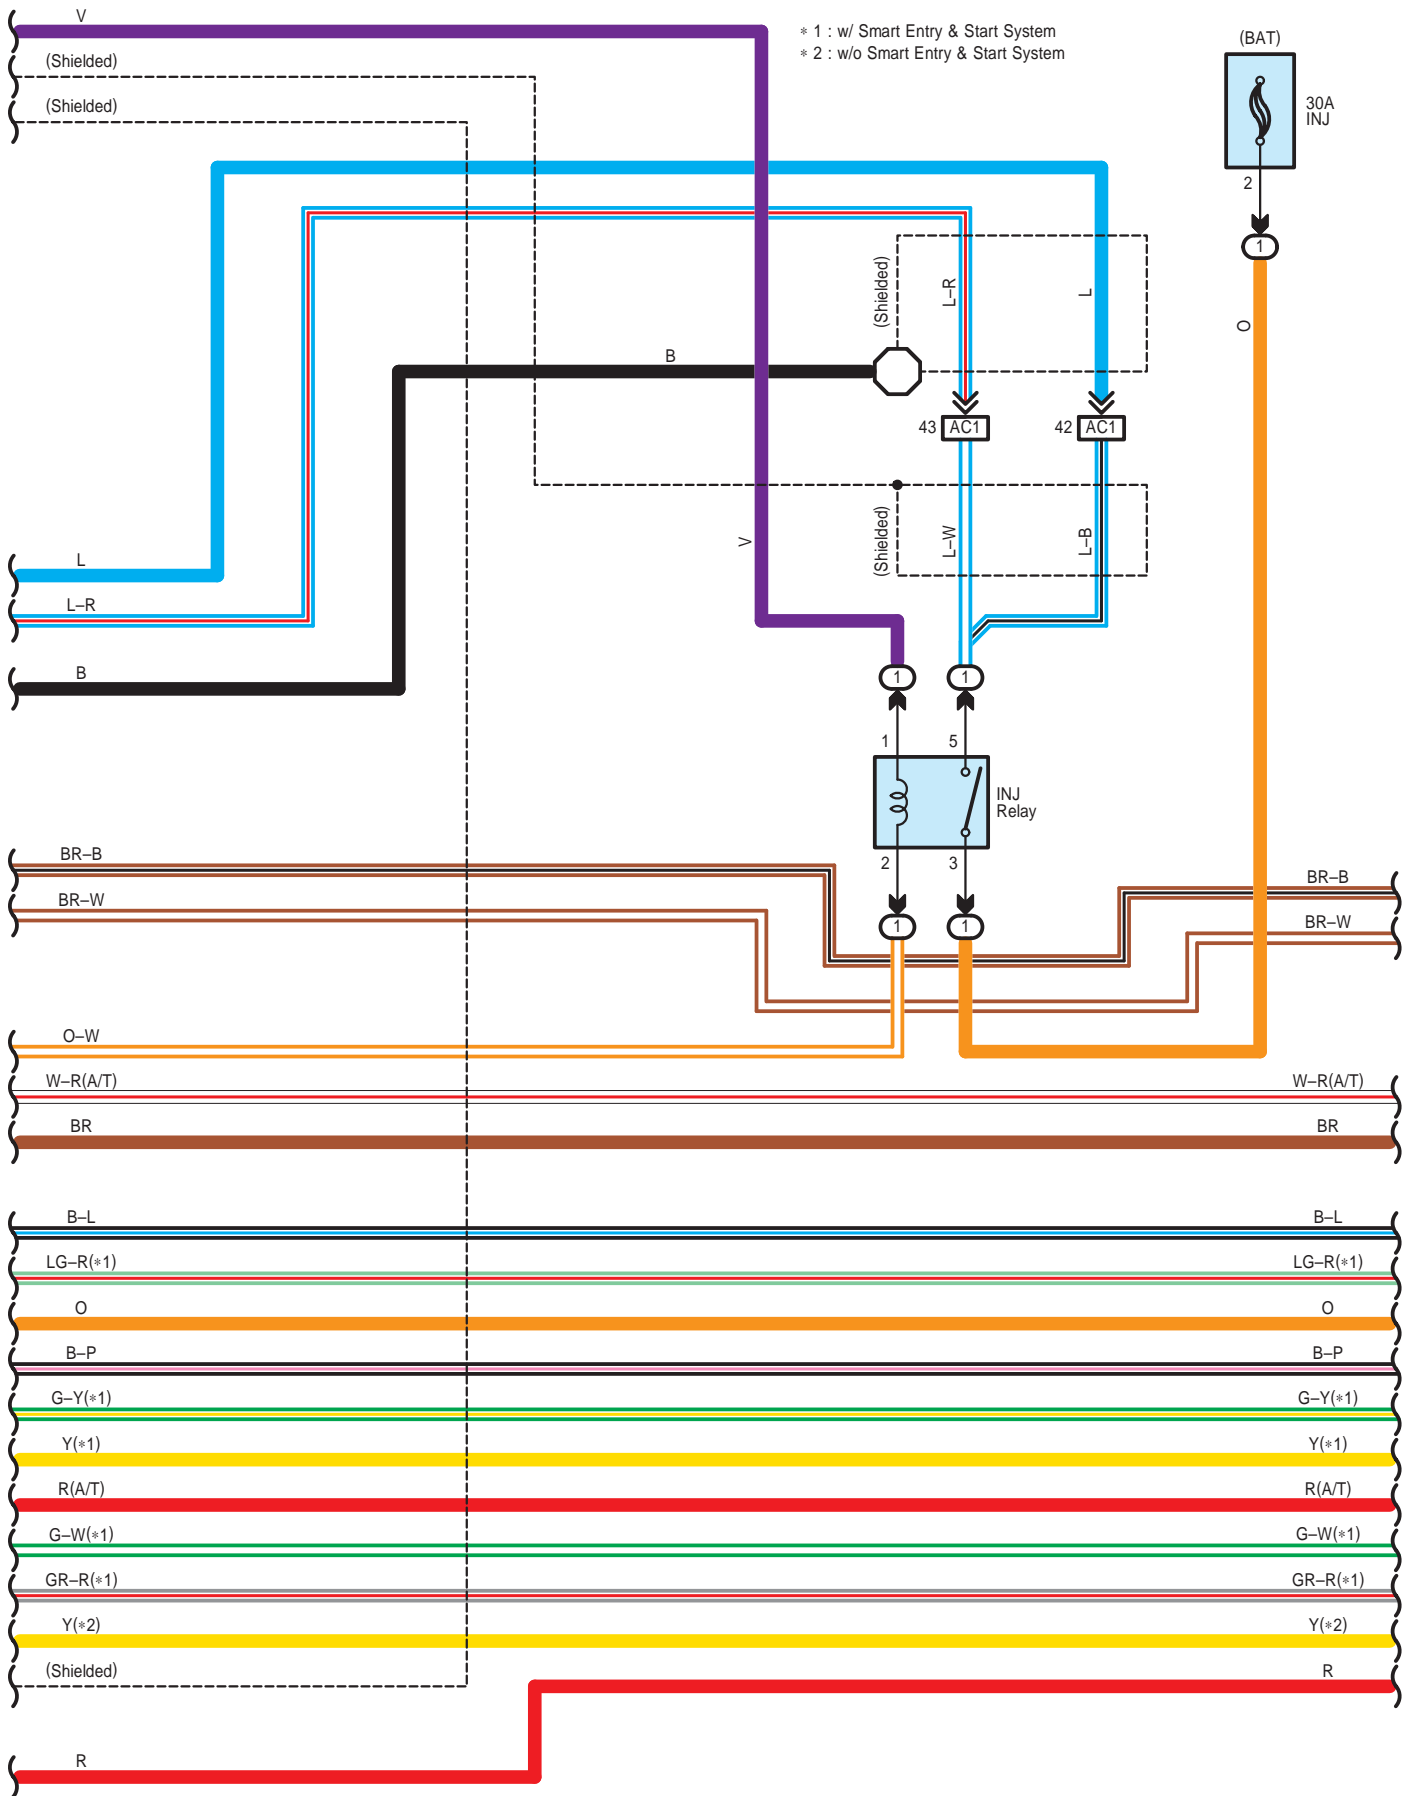 V
∗ 1 : w/ Smart Entry & Start System
∗ 2 : w/o Smart Entry & Start System
(BAT)
(Shielded)
(Shielded)
30A
INJ
2
1
(Shielded)
L–R
L
O
B
43 AC1
42 AC1
V
(Shielded)
L–W
L–B
L
L–R
B
1
1
1
5
INJ
Relay
2
3
BR–B
BR–B
BR–W
BR–W
1
1
O–W
W–R(A/T)
W–R(A/T)
BR
BR
B–L
B–L
LG–R(∗1)
LG–R(∗1)
O
O
B–P
B–P
G–Y(∗1)
G–Y(∗1)
Y(∗1)
Y(∗1)
R(A/T)
R(A/T)
G–W(∗1)
G–W(∗1)
GR–R(∗1)
GR–R(∗1)
Y(∗2)
Y(∗2)
(Shielded)
R
R